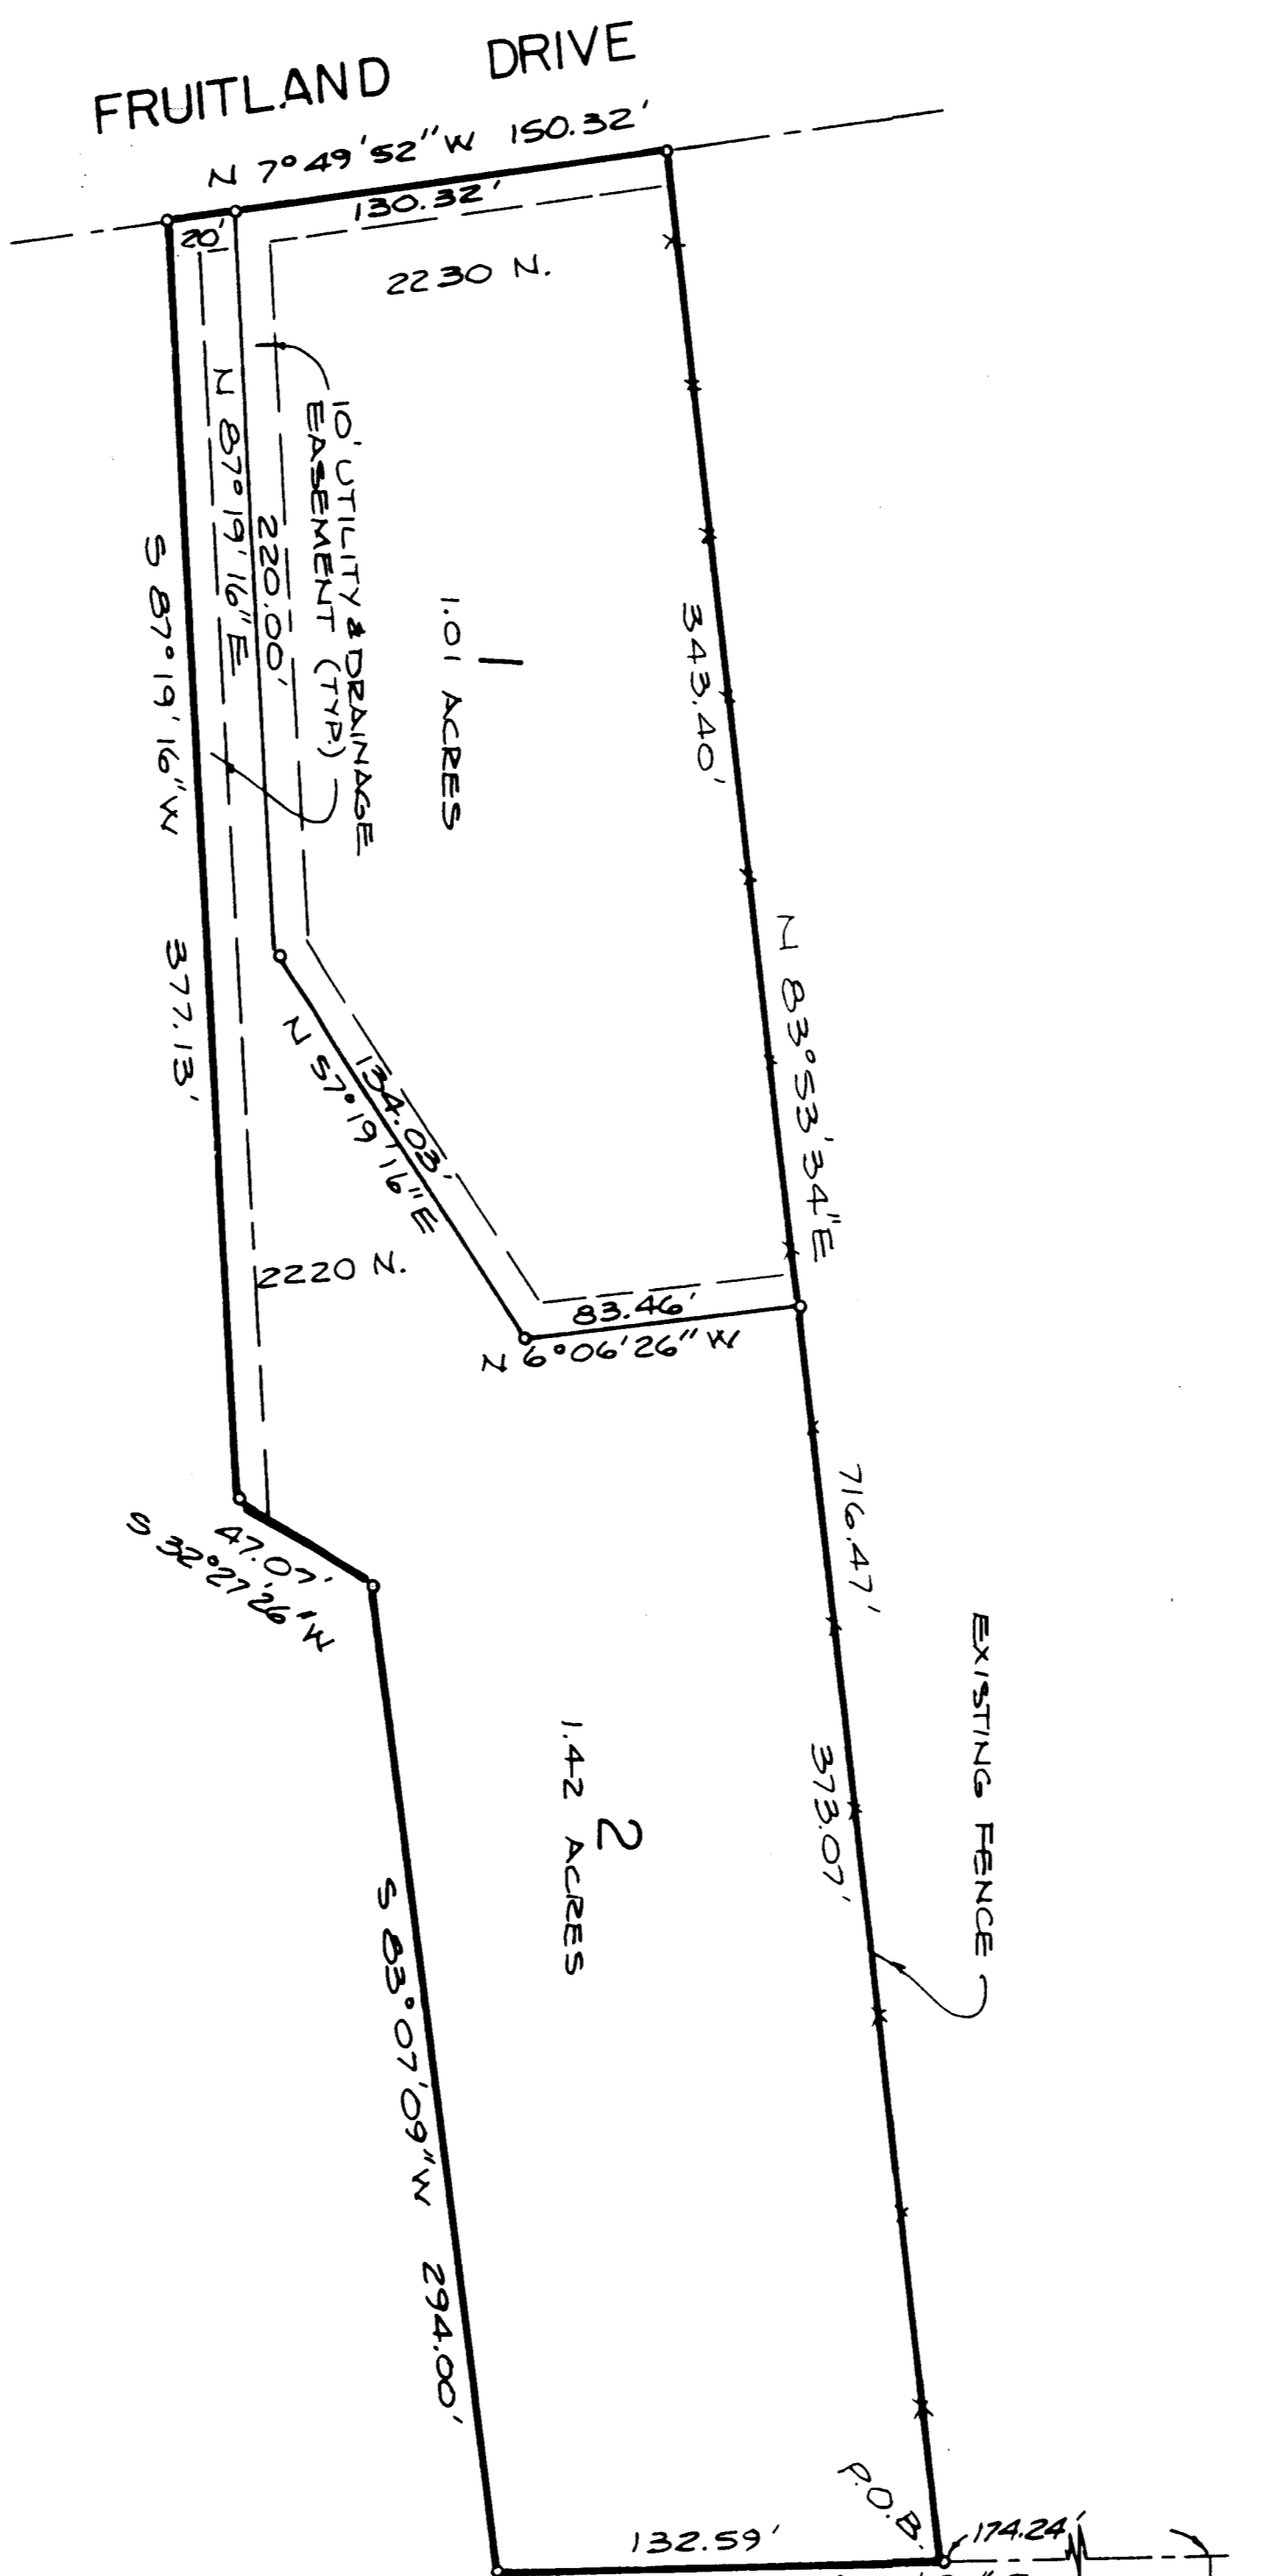 FRUITLAND DRIVE
N 7°49'52"W 150.32'
20'
130.32'
2230 N.
N 87°19'16"E
220.00'
10' UTILITY & DRAINAGE
EASEMENT (TYP.)
S 87°19'16"W 377.13'
1
1.01 ACRES
343.40'
N 83°53'34"E
716.47'
134.03'
N 57°19'16"E
83.46'
N 6°06'26"W
2220 N.
47.07'
S 32°27'26"W
2
1.42 ACRES
373.07'
EXISTING FENCE
S 83°07'09"W 294.00'
P.O.B.
174.24'
132.59'